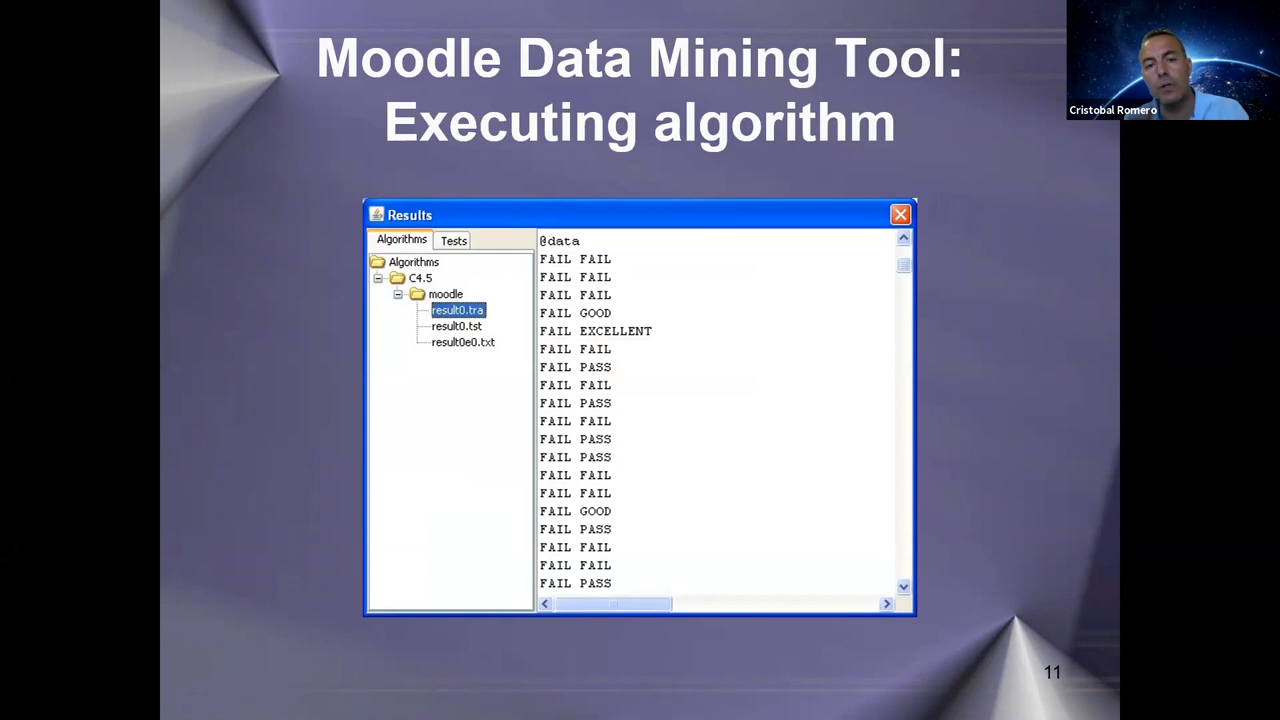 Moodle Data Mining Tool:
Executing algorithm
Cristobal Romero
Results
Algorithms
Tests
Algorithms
C4.5
moodle
result0.tra
result0.tst
result0e0.txt
@data
FAIL FAIL
FAIL FAIL
FAIL FAIL
FAIL GOOD
FAIL EXCELLENT
FAIL FAIL
FAIL PASS
FAIL FAIL
FAIL PASS
FAIL FAIL
FAIL PASS
FAIL PASS
FAIL FAIL
FAIL FAIL
FAIL GOOD
FAIL PASS
FAIL FAIL
FAIL FAIL
FAIL PASS
11